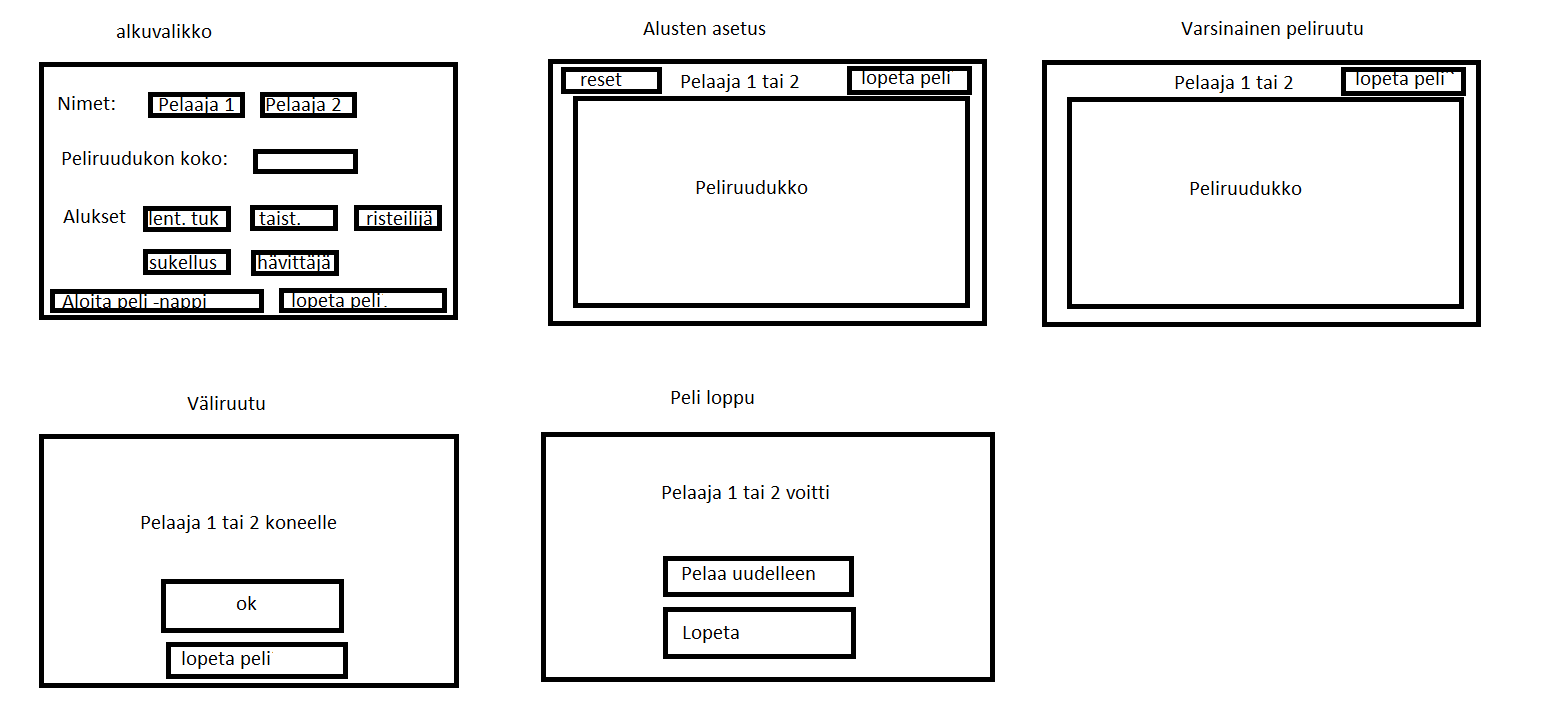 alkuvalikko
Nimet: Pelaaja 1 Pelaaja 2
Peliruudukon koko:
Alukset lent. tuk taist. risteilijä
sukellus hävittäjä
Aloita peli -nappi lopeta peli
Alusten asetus
reset Pelaaja 1 tai 2 lopeta peli
Peliruudukko
Varsinainen peliruutu
Pelaaja 1 tai 2 lopeta peli
Peliruudukko
Väliruutu
Pelaaja 1 tai 2 koneelle
ok
lopeta peli
Peli loppu
Pelaaja 1 tai 2 voitti
Pelaa uudelleen
Lopeta